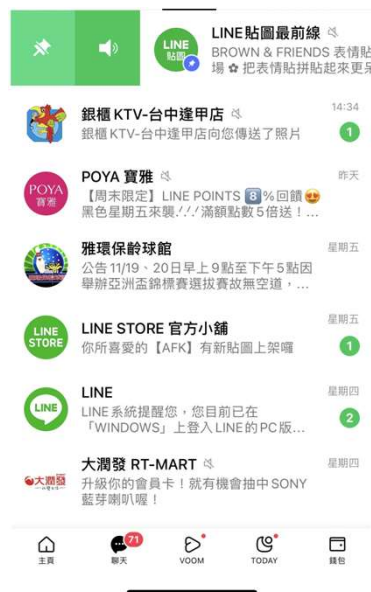 LINE貼圖最前線
LINE
貼圖
BROWN & FRIENDS 表情貼
場 ✿ 把表情貼拼貼起來更呆
銀櫃 KTV-台中逢甲店
14:34
銀櫃 KTV-台中逢甲店向您傳送了照片
1
POYA 寶雅
昨天
POYA
寶雅
【周末限定】LINE POINTS 8️⃣%回饋😍
黑色星期五來襲.ᐟ.ᐟ.ᐟ滿額點數5倍送！...
雅環保齡球館
星期五
公告 11/19、20日早上9點至下午5點因
舉辦亞洲盃錦標賽選拔賽故無空道，...
LINE STORE 官方小舖
星期五
LINE
STORE
你所喜愛的【AFK】有新貼圖上架囉
1
LINE
星期四
LINE
LINE系統提醒您，您目前已在
「WINDOWS」上登入LINE的PC版...
2
大潤發 RT-MART
星期四
大潤發
升級你的會員卡！就有機會抽中SONY
藍芽喇叭喔！
71
主頁
聊天
VOOM
TODAY
錢包